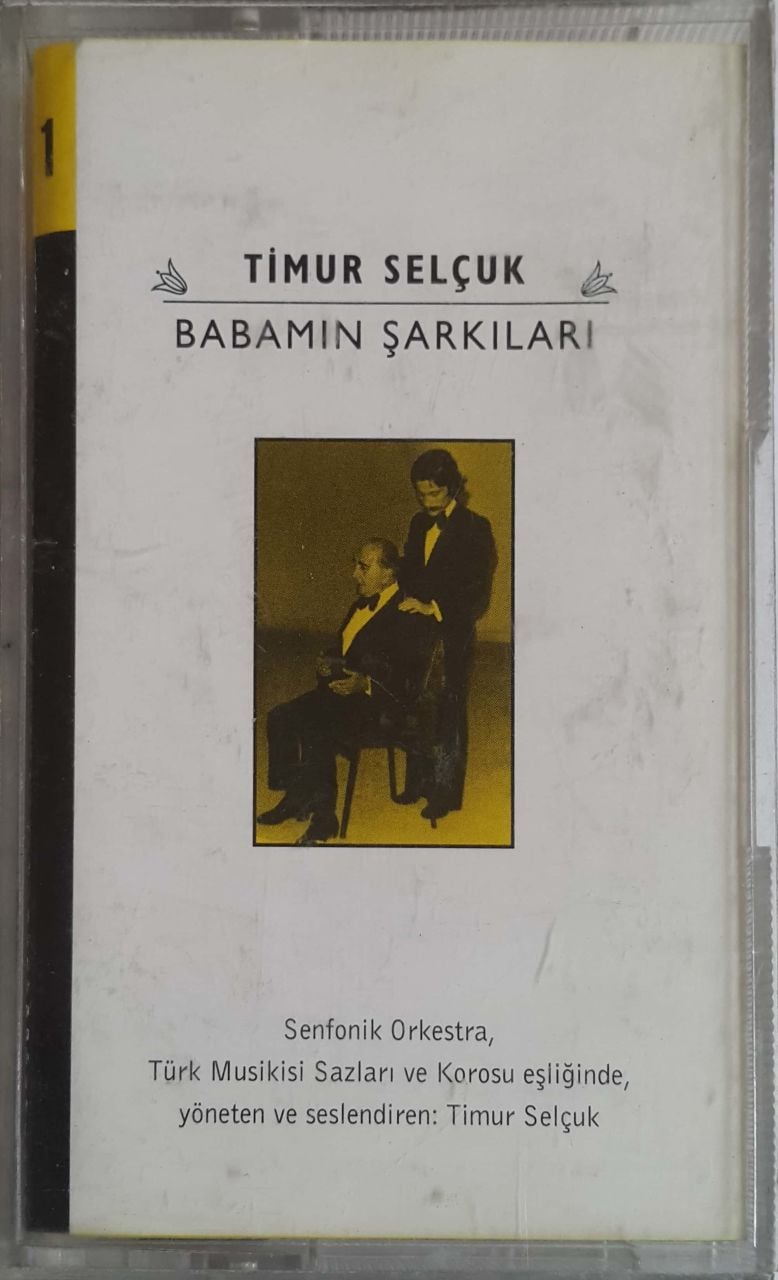 1
TİMUR SELÇUK
BABAMIN ŞARKILARI
Senfonik Orkestra,
Türk Musikisi Sazları ve Korosu eşliğinde,
yöneten ve seslendiren: Timur Selçuk